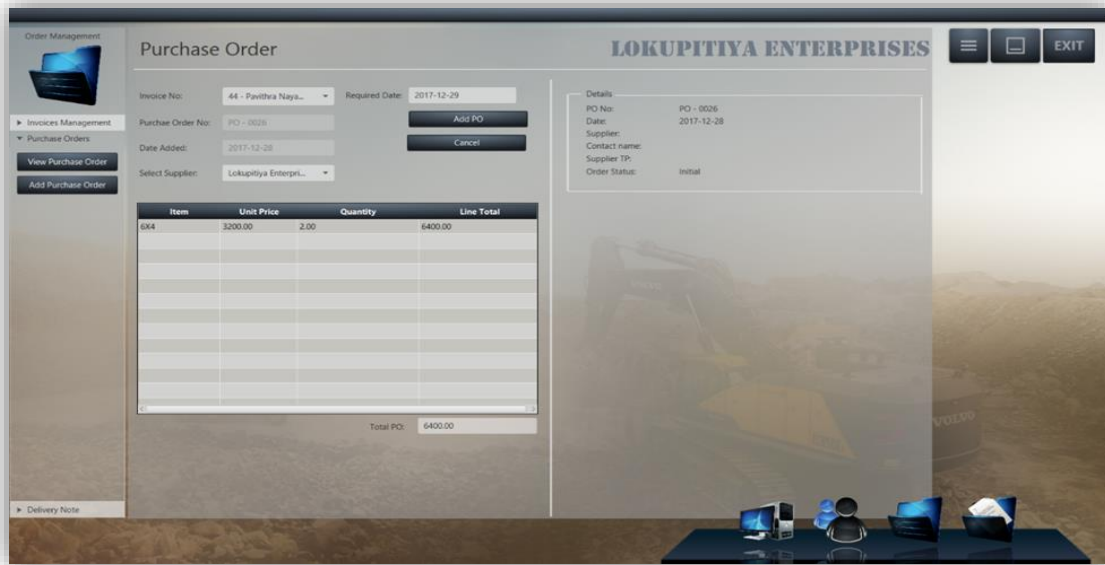 Order Management
Purchase Order
LOKUPITIYA ENTERPRISES
EXIT
Invoices Management
Purchase Orders
View Purchase Order
Add Purchase Order
Delivery Note
Invoice No: 44 - Pavithra Naya... Required Date: 2017-12-29
Purchae Order No: PO - 0026 Add PO
Date Added: 2017-12-28 Cancel
Select Supplier: Lokupitiya Enterpri...
Item Unit Price Quantity Line Total
6X4 3200.00 2.00 6400.00
Total PO: 6400.00
Details
PO No: PO - 0026
Date: 2017-12-28
Supplier:
Contact name:
Supplier TP:
Order Status: Initial
VOLVO